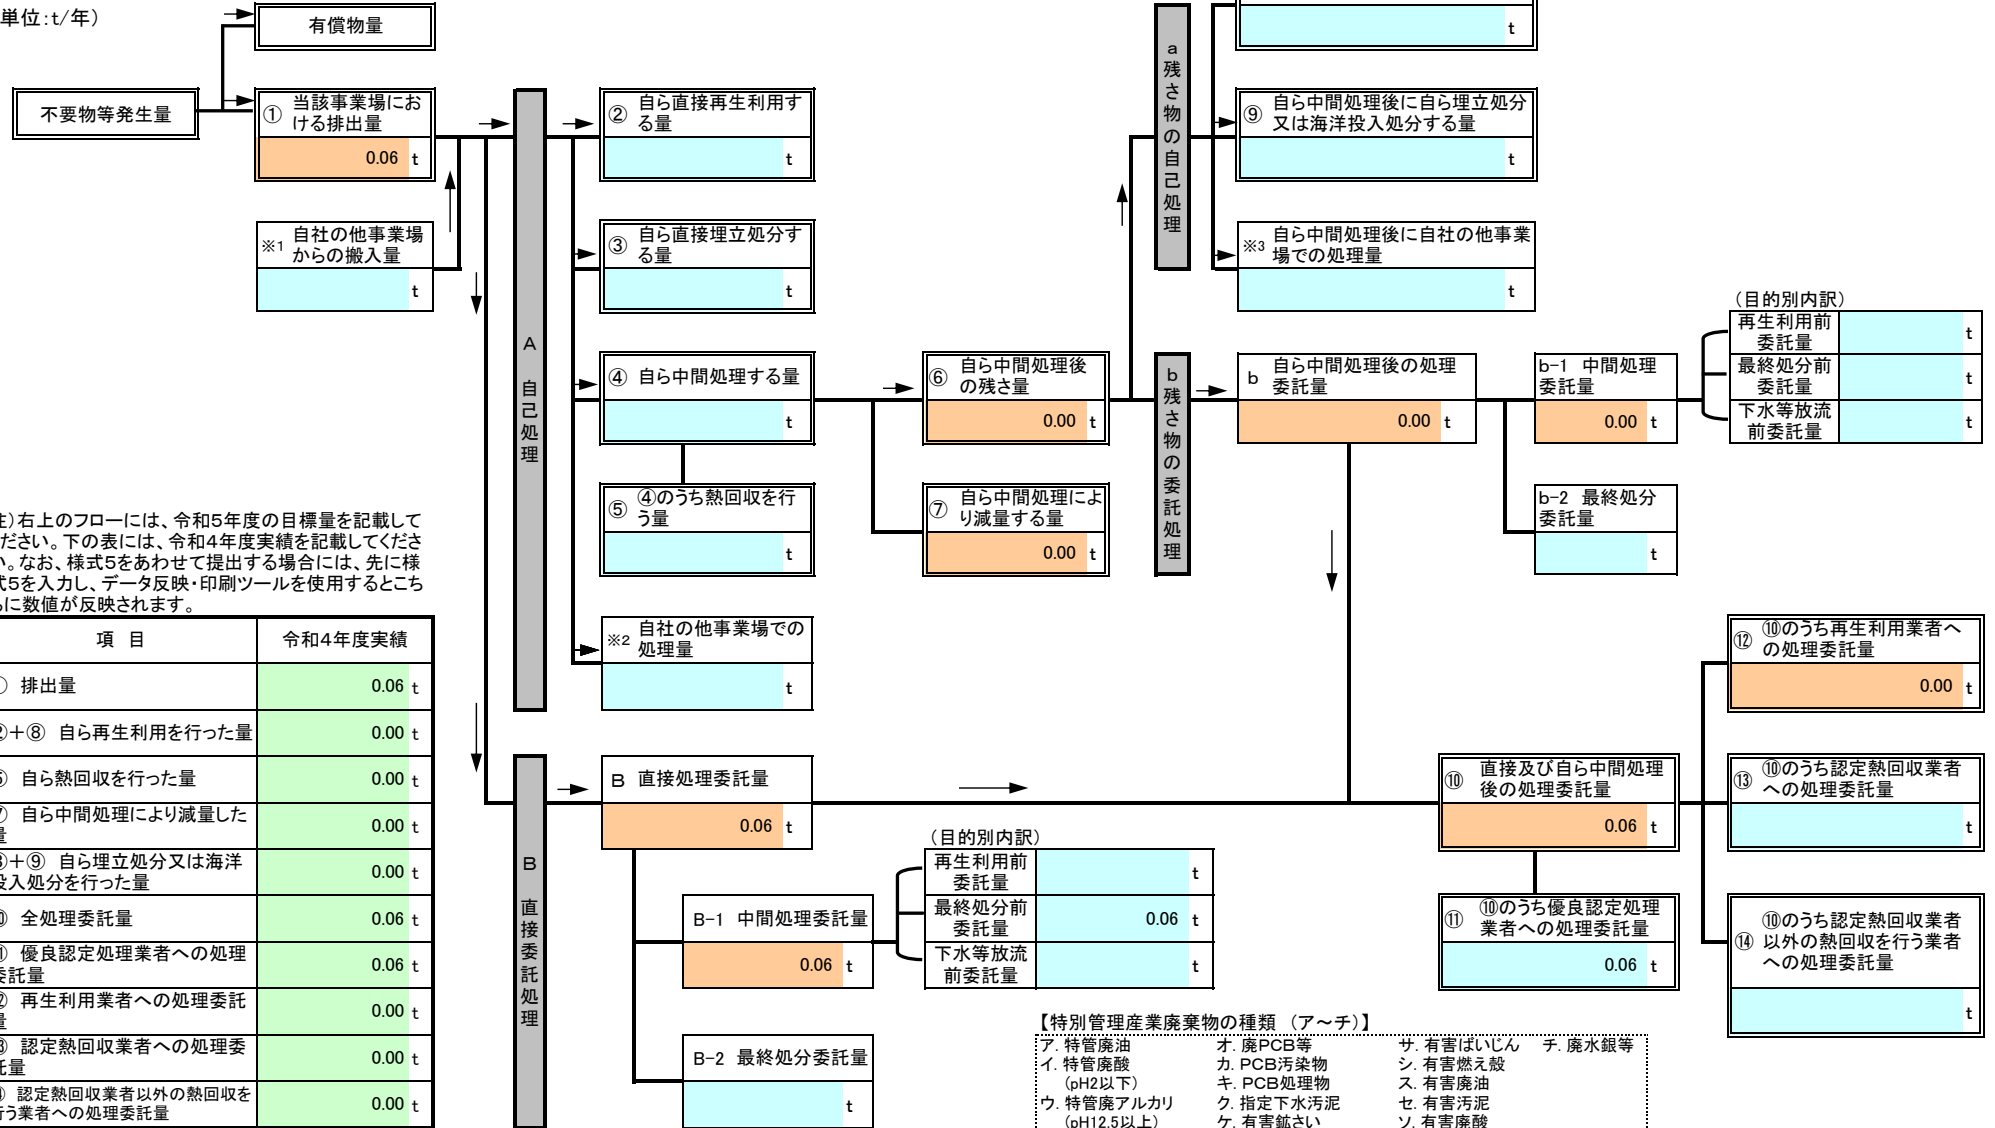 単位:t/年)
有償物量
t
不要物等発生量
① 当該事業場にお
ける排出量
0.06 t
※1 自社の他事業場
からの搬入量
t
A 自己処理
② 自ら直接再生利用す
る量
t
③ 自ら直接埋立処分す
る量
t
④ 自ら中間処理する量
t
⑤ ④のうち熱回収を行
う量
t
※2 自社の他事業場での
処理量
t
⑥ 自ら中間処理後
の残さ量
0.00 t
⑦ 自ら中間処理によ
り減量する量
0.00 t
a 残さ物の自己処理
⑨ 自ら中間処理後に自ら埋立処分
又は海洋投入処分する量
t
※3 自ら中間処理後に自社の他事業
場での処理量
t
b 残さ物の委託処理
b 自ら中間処理後の処理
委託量
0.00 t
b-1 中間処理
委託量
0.00 t
b-2 最終処分
委託量
t
(目的別内訳)
再生利用前
委託量
t
最終処分前
委託量
t
下水等放流
前委託量
t
注)右上のフローには、令和5年度の目標量を記載して
ください。下の表には、令和4年度実績を記載してくださ
い。なお、様式5をあわせて提出する場合には、先に様
式5を入力し、データ反映・印刷ツールを使用するとこち
らに数値が反映されます。
項 目 令和4年度実績
① 排出量 0.06 t
②+⑧ 自ら再生利用を行った量 0.00 t
⑤ 自ら熱回収を行った量 0.00 t
⑦ 自ら中間処理により減量した
量 0.00 t
③+⑨ 自ら埋立処分又は海洋
投入処分を行った量 0.00 t
⑩ 全処理委託量 0.06 t
⑪ 優良認定処理業者への処理
委託量 0.06 t
⑫ 再生利用業者への処理委託
量 0.00 t
⑬ 認定熱回収業者への処理委
託量 0.00 t
⑭ 認定熱回収業者以外の熱回収を
行う業者への処理委託量 0.00 t
B 直接委託処理
B 直接処理委託量
0.06 t
B-1 中間処理委託量
0.06 t
B-2 最終処分委託量
t
(目的別内訳)
再生利用前
委託量
t
最終処分前
委託量
0.06 t
下水等放流
前委託量
t
⑩ 直接及び自ら中間処理
後の処理委託量
0.06 t
⑪ ⑩のうち優良認定処理
業者への処理委託量
0.06 t
⑫ ⑩のうち再生利用業者へ
の処理委託量
0.00 t
⑬ ⑩のうち認定熱回収業者
への処理委託量
t
⑭ ⑩のうち認定熱回収業者
以外の熱回収を行う業者
への処理委託量
t
【特別管理産業廃棄物の種類 (ア～チ)】
ア. 特管廃油 オ. 廃PCB等 サ. 有害ばいじん チ. 廃水銀等
イ. 特管廃酸 カ. PCB汚染物 シ. 有害燃え殻
(pH2以下) キ. PCB処理物 ス. 有害廃油
ウ. 特管廃アルカリ ク. 指定下水汚泥 セ. 有害汚泥
(pH12.5以上) ケ. 有害鉱さい ソ. 有害廃酸